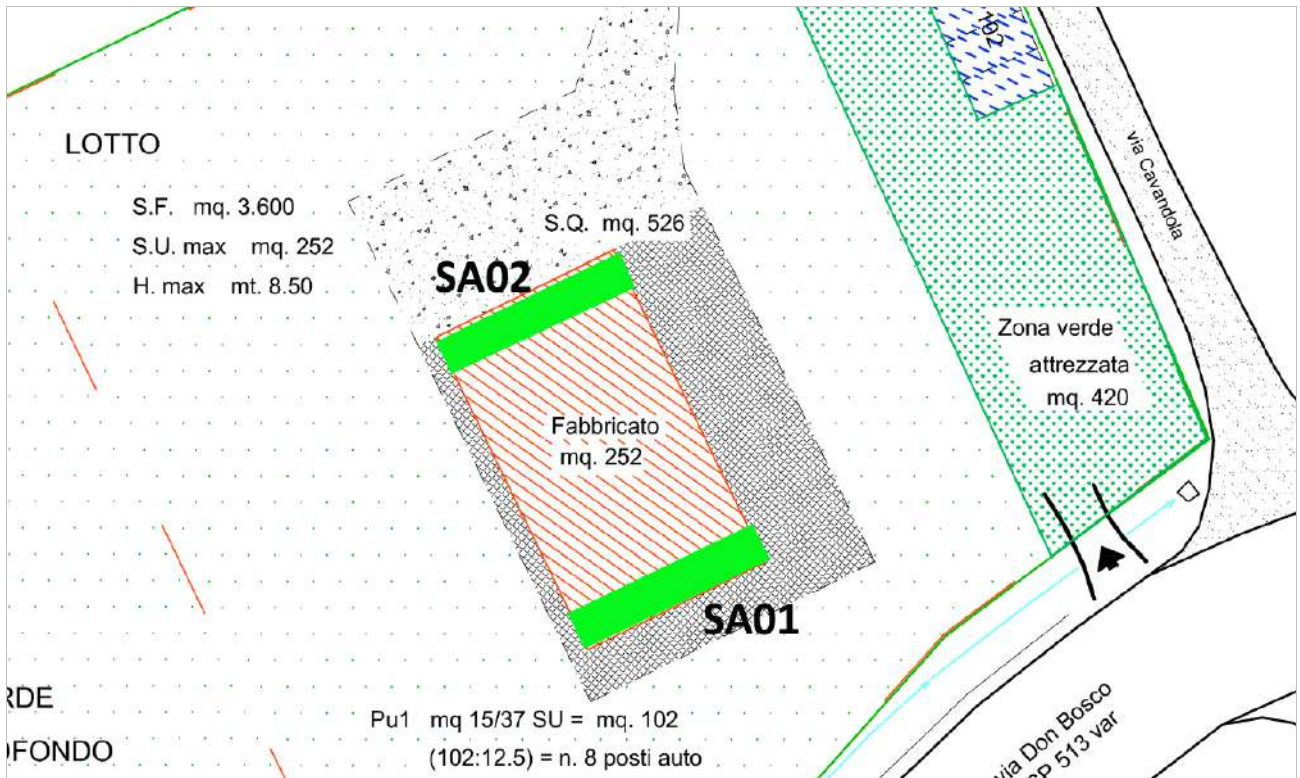 102
via Cavandola
LOTTO
S.F. mq. 3.600
S.U. max mq. 252
H. max mt. 8.50
S.Q. mq. 526
SA02
Zona verde
attrezzata
mq. 420
Fabbricato
mq. 252
SA01
RDE
OFONDO
Pu1 mq 15/37 SU = mq. 102
(102:12.5) = n. 8 posti auto
via Don Bosco
SP 513 var